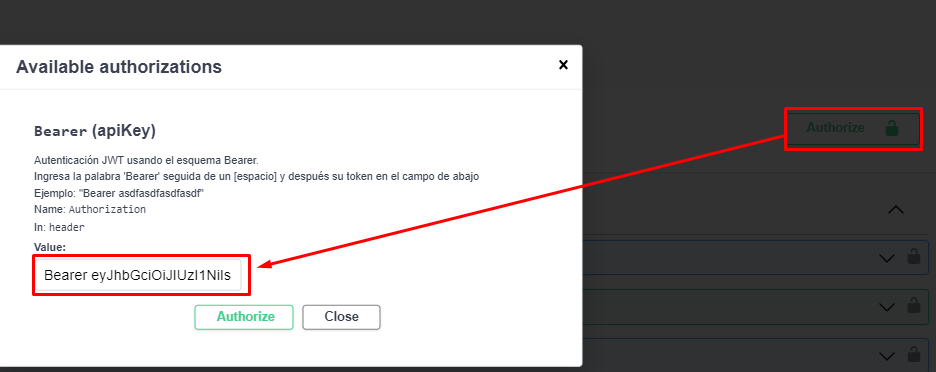 Available authorizations
Bearer (apiKey)
Authorize
Autenticación JWT usando el esquema Bearer.
Ingresa la palabra 'Bearer' seguida de un [espacio] y después su token en el campo de abajo
Ejemplo: "Bearer asdfasdfasdfasdf"
Name: Authorization
In: header
Value:
Bearer eyJhbGciOiJIUzI1NiIs
Authorize
Close